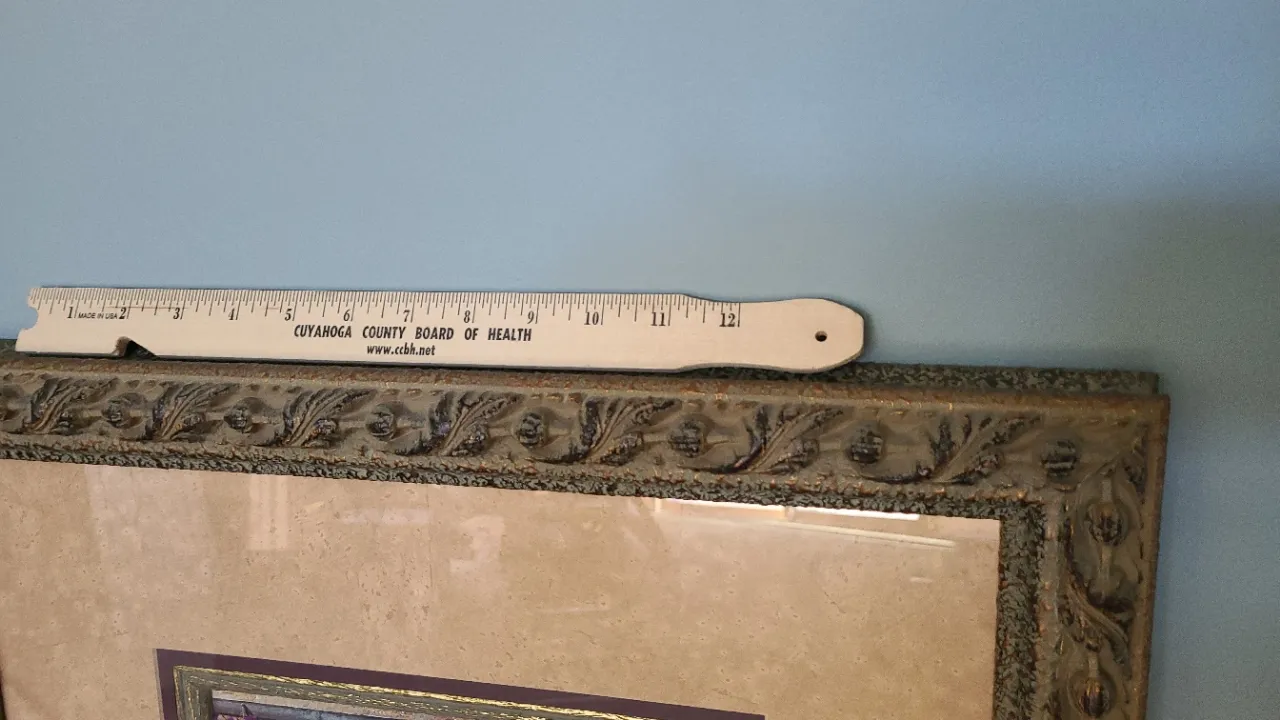 1 MADE IN USA 2 3 4 5 6 7 8 9 10 11 12
CUYAHOGA COUNTY BOARD OF HEALTH
www.ccbh.net